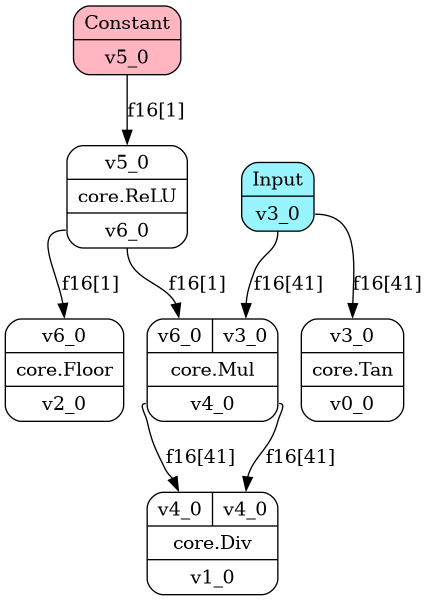 Constant
v5_0
f16[1]
v5_0
core.ReLU
v6_0
Input
v3_0
f16[1]
f16[1]
f16[41]
f16[41]
v6_0
core.Floor
v2_0
v6_0 v3_0
core.Mul
v4_0
v3_0
core.Tan
v0_0
f16[41]
f16[41]
v4_0 v4_0
core.Div
v1_0